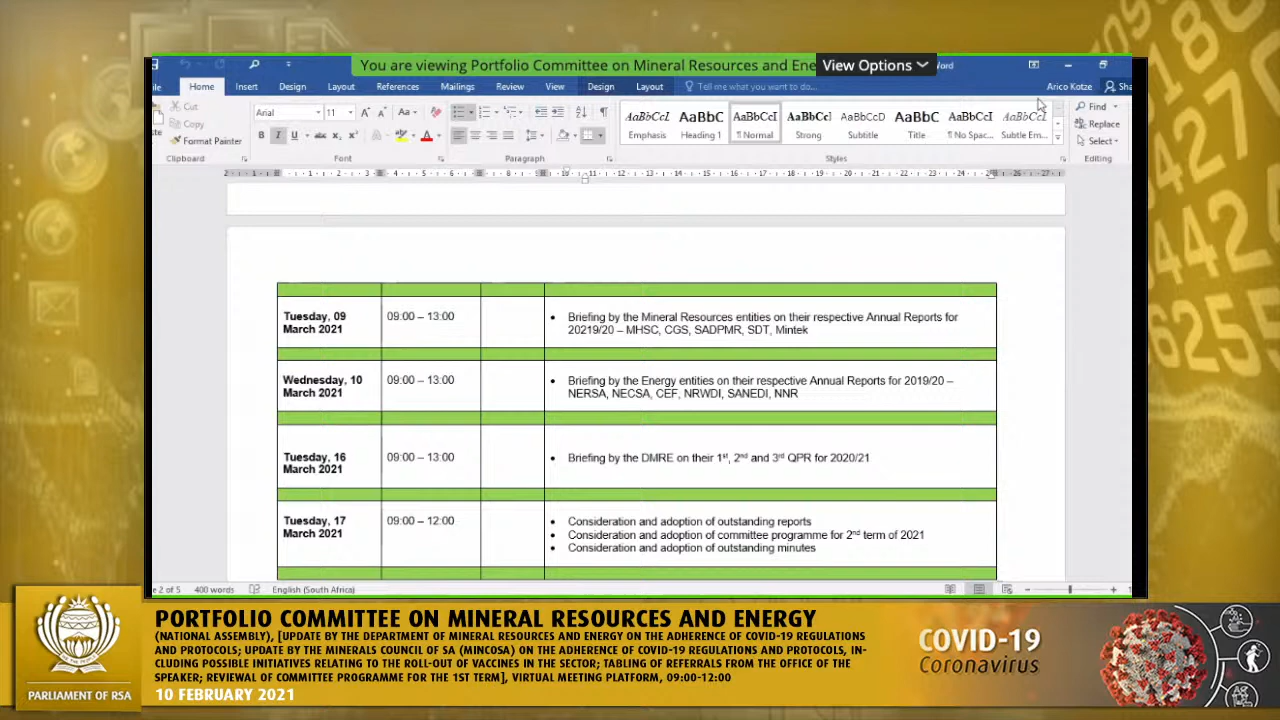 You are viewing Portfolio Committee on Mineral Resources and Ene
View Options
Word
Home Insert Design Layout References Mailings Review View Design Layout Tell me what you want to do... Arico Kotze Sha
Cut
Copy
Format Painter
Clipboard
Arial 11
Font
Paragraph
AaBbCcI AaBbC AaBbCcI AaBbCcI AaBbCcD AaBbC AaBbCcI AaBbCcI
Emphasis Heading 1 ¶ Normal Strong Subtitle Title ¶ No Spac... Subtle Em...
Styles
Find
Replace
Select
Editing
Tuesday, 09
March 2021
09:00 – 13:00
• Briefing by the Mineral Resources entities on their respective Annual Reports for
20219/20 – MHSC, CGS, SADPMR, SDT, Mintek
Wednesday, 10
March 2021
09:00 – 13:00
• Briefing by the Energy entities on their respective Annual Reports for 2019/20 –
NERSA, NECSA, CEF, NRWDI, SANEDI, NNR
Tuesday, 16
March 2021
09:00 – 13:00
• Briefing by the DMRE on their 1st, 2nd and 3rd QPR for 2020/21
Tuesday, 17
March 2021
09:00 – 12:00
• Consideration and adoption of outstanding reports
• Consideration and adoption of committee programme for 2nd term of 2021
• Consideration and adoption of outstanding minutes
e 2 of 5 400 words English (South Africa)
PARLIAMENT OF RSA
PORTFOLIO COMMITTEE ON MINERAL RESOURCES AND ENERGY
(NATIONAL ASSEMBLY), [UPDATE BY THE DEPARTMENT OF MINERAL RESOURCES AND ENERGY ON THE ADHERENCE OF COVID-19 REGULATIONS
AND PROTOCOLS; UPDATE BY THE MINERALS COUNCIL OF SA (MINCOSA) ON THE ADHERENCE OF COVID-19 REGULATIONS AND PROTOCOLS, IN-
CLUDING POSSIBLE INITIATIVES RELATING TO THE ROLL-OUT OF VACCINES IN THE SECTOR; TABLING OF REFERRALS FROM THE OFFICE OF THE
SPEAKER; REVIEWAL OF COMMITTEE PROGRAMME FOR THE 1ST TERM], VIRTUAL MEETING PLATFORM, 09:00-12:00
10 FEBRUARY 2021
COVID-19
Coronavirus